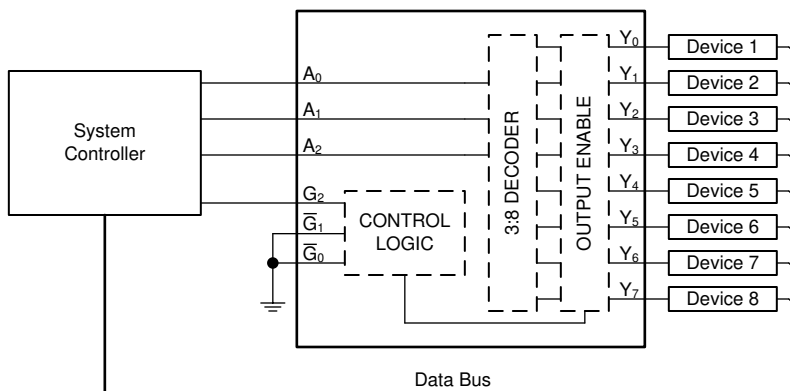 System
Controller
A₀
A₁
A₂
G₂
G̅₁
G̅₀
CONTROL
LOGIC
3:8 DECODER
OUTPUT ENABLE
Y₀
Y₁
Y₂
Y₃
Y₄
Y₅
Y₆
Y₇
Device 1
Device 2
Device 3
Device 4
Device 5
Device 6
Device 7
Device 8
Data Bus